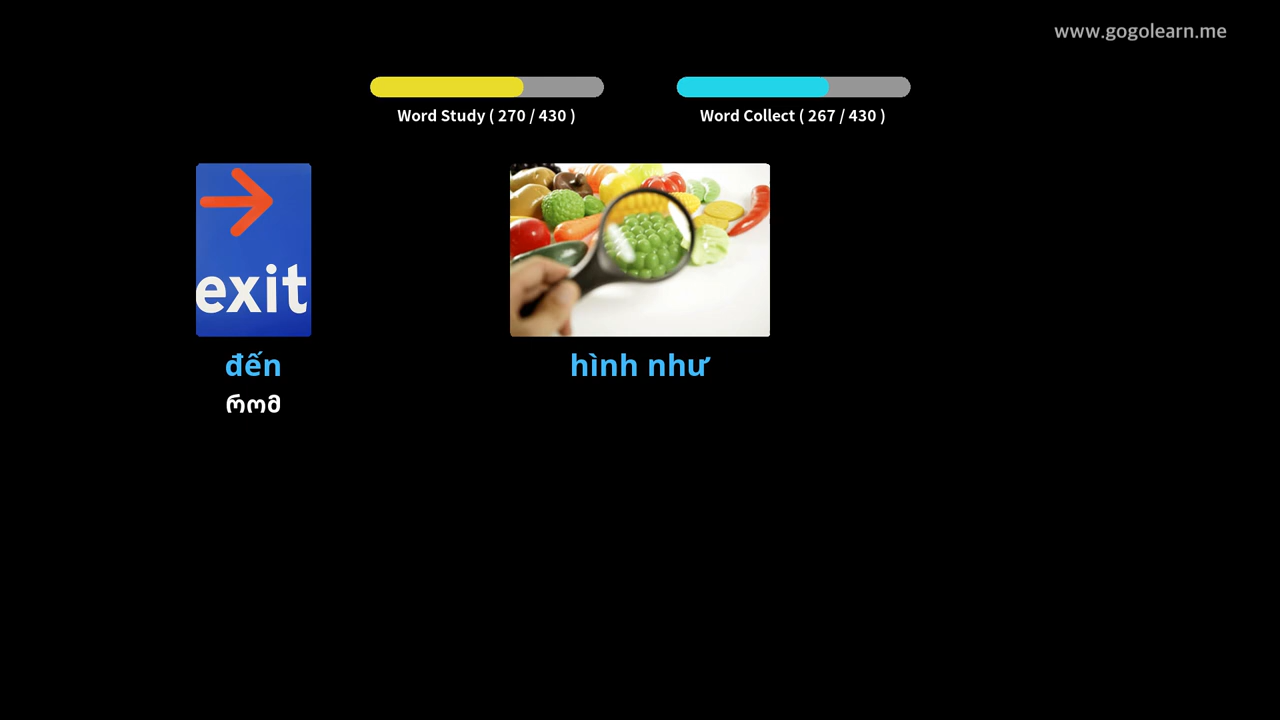 www.gogolearn.me
Word Study ( 270 / 430 )
Word Collect ( 267 / 430 )
exit
đến
რომ
hình như